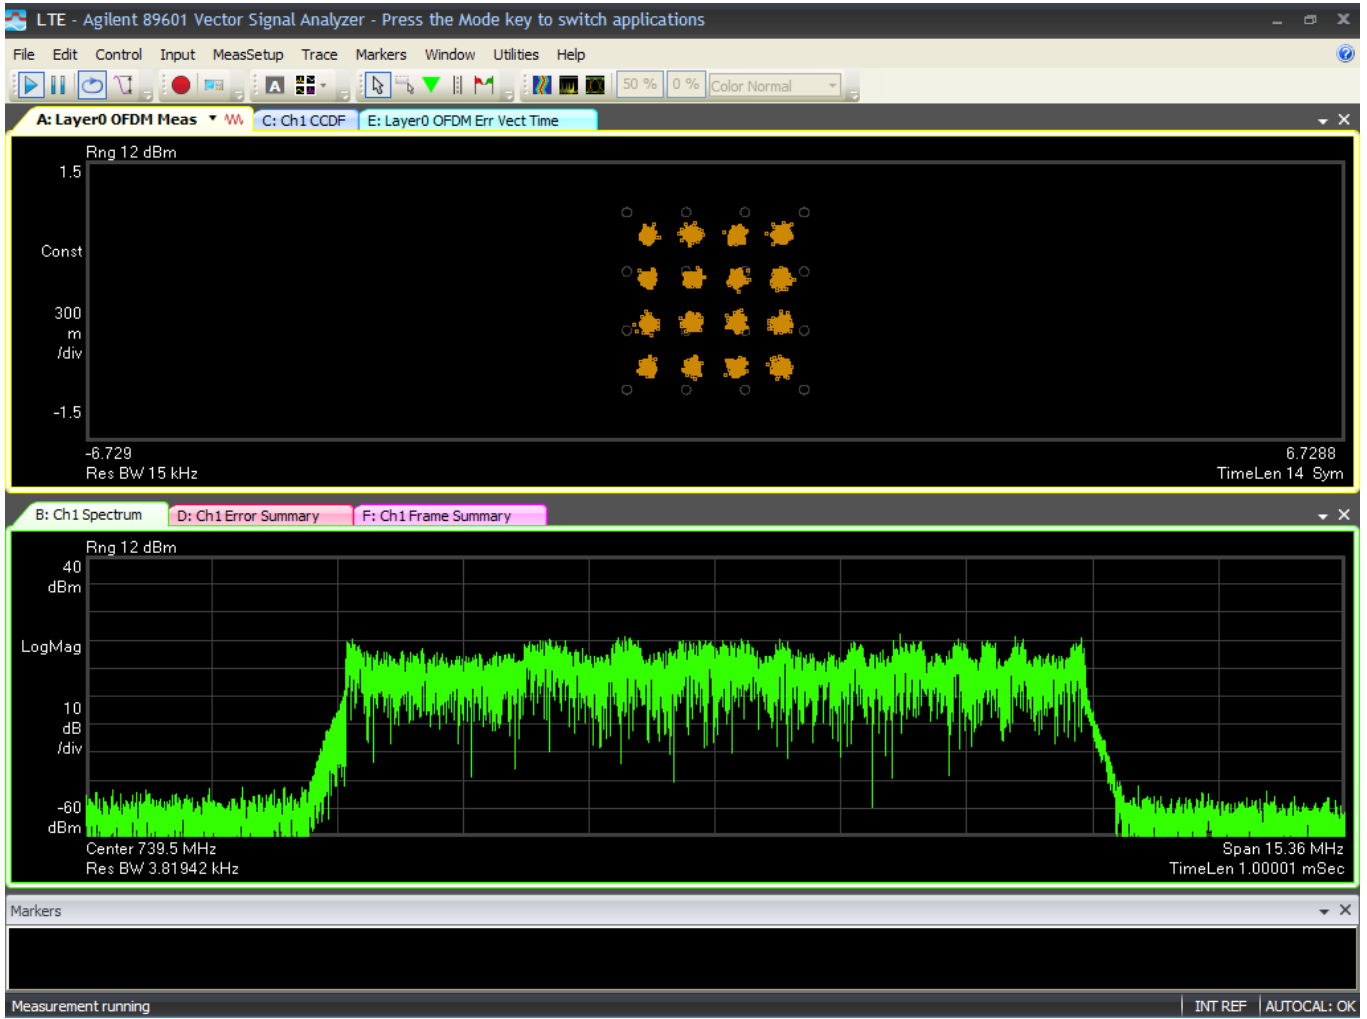 LTE - Agilent 89601 Vector Signal Analyzer - Press the Mode key to switch applications
File Edit Control Input MeasSetup Trace Markers Window Utilities Help
A 50 % 0 % Color Normal
A: Layer0 OFDM Meas C: Ch1 CCDF E: Layer0 OFDM Err Vect Time
Rng 12 dBm
1.5
Const
300
m
/div
-1.5
-6.729 6.7288
Res BW 15 kHz TimeLen 14 Sym
B: Ch1 Spectrum D: Ch1 Error Summary F: Ch1 Frame Summary
Rng 12 dBm
40
dBm
LogMag
10
dB
/div
-60
dBm
Center 739.5 MHz Span 15.36 MHz
Res BW 3.81942 kHz TimeLen 1.00001 mSec
Markers
Measurement running INT REF AUTOCAL: OK